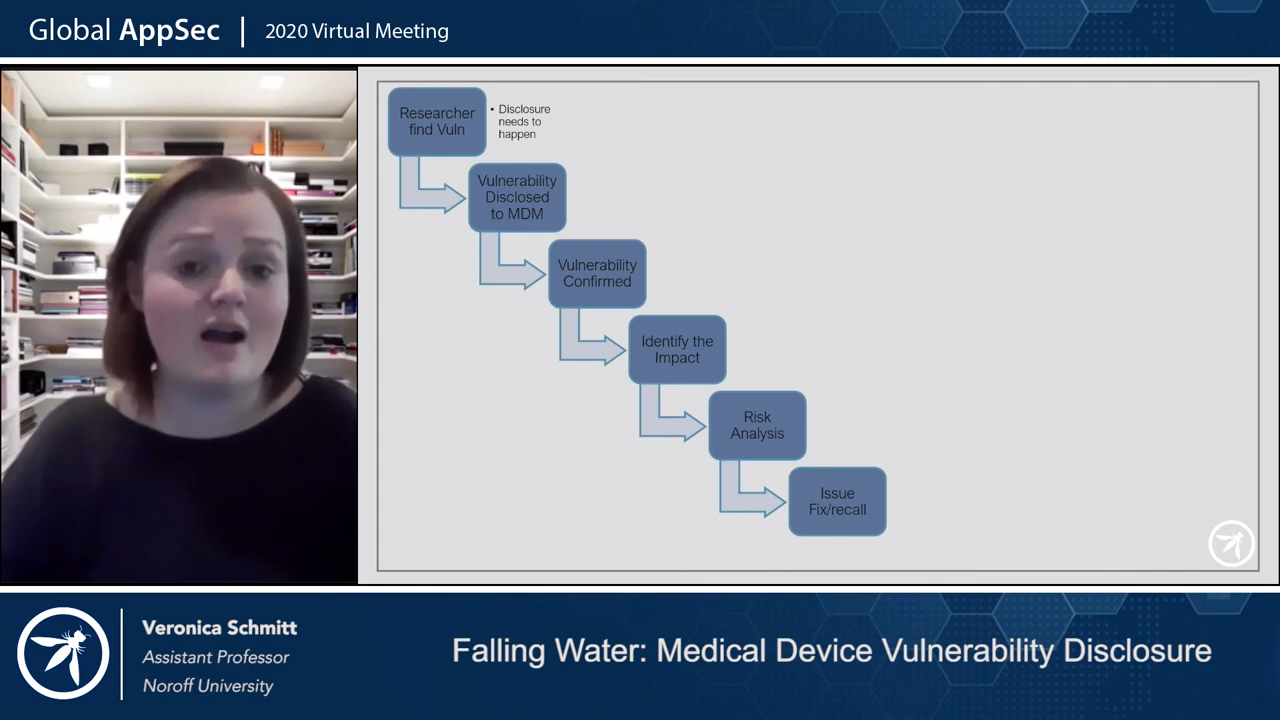 Global AppSec | 2020 Virtual Meeting
Researcher
find Vuln
• Disclosure
needs to
happen
Vulnerability
Disclosed
to MDM
Vulnerability
Confirmed
Identify the
Impact
Risk
Analysis
Issue
Fix/recall
Veronica Schmitt
Assistant Professor
Noroff University
Falling Water: Medical Device Vulnerability Disclosure